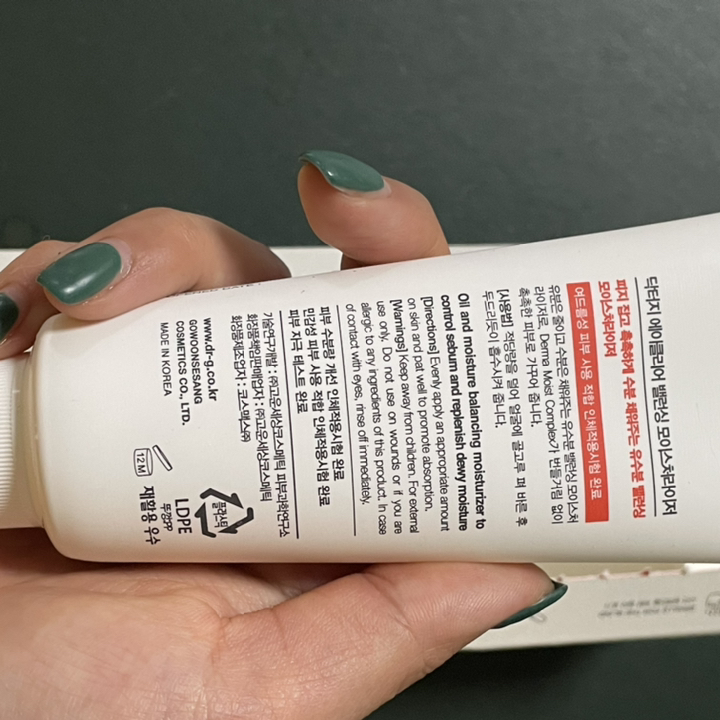 닥터지 에이클리어 밸런싱 모이스처라이저
피지 잡고 촉촉하게 수분 채워주는 유수분 밸런싱
모이스처라이저
여드름성 피부 사용 적합 인체적용시험 완료
유분은 줄이고 수분은 채워주는 유수분 밸런싱 모이스처
라이저로, Derma Moist Complex가 번들거림 없이
촉촉한 피부로 가꾸어 줍니다.
[사용법] 적당량을 덜어 얼굴에 골고루 펴 바른 후
두드리듯이 흡수시켜 줍니다.
Oil and moisture balancing moisturizer to
control sebum and replenish dewy moisture
[Directions] Evenly apply an appropriate amount
on skin and pat well to promote absorption.
[Warnings] Keep away from children. For external
use only. Do not use on wounds or if you are
allergic to any ingredients of this product. In case
of contact with eyes, rinse off immediately.
피부 수분량 개선 인체적용시험 완료
민감성 피부 사용 적합 인체적용시험 완료
피부 자극 테스트 완료
기술연구개발 : ㈜고운세상코스메틱 피부과학연구소
화장품책임판매업자 : ㈜고운세상코스메틱
화장품제조업자 : 코스맥스㈜
www.dr-g.co.kr
GOWOONSESANG
COSMETICS CO., LTD.
MADE IN KOREA
12M
플라스틱
LDPE
뚜껑:PP
재활용 우수